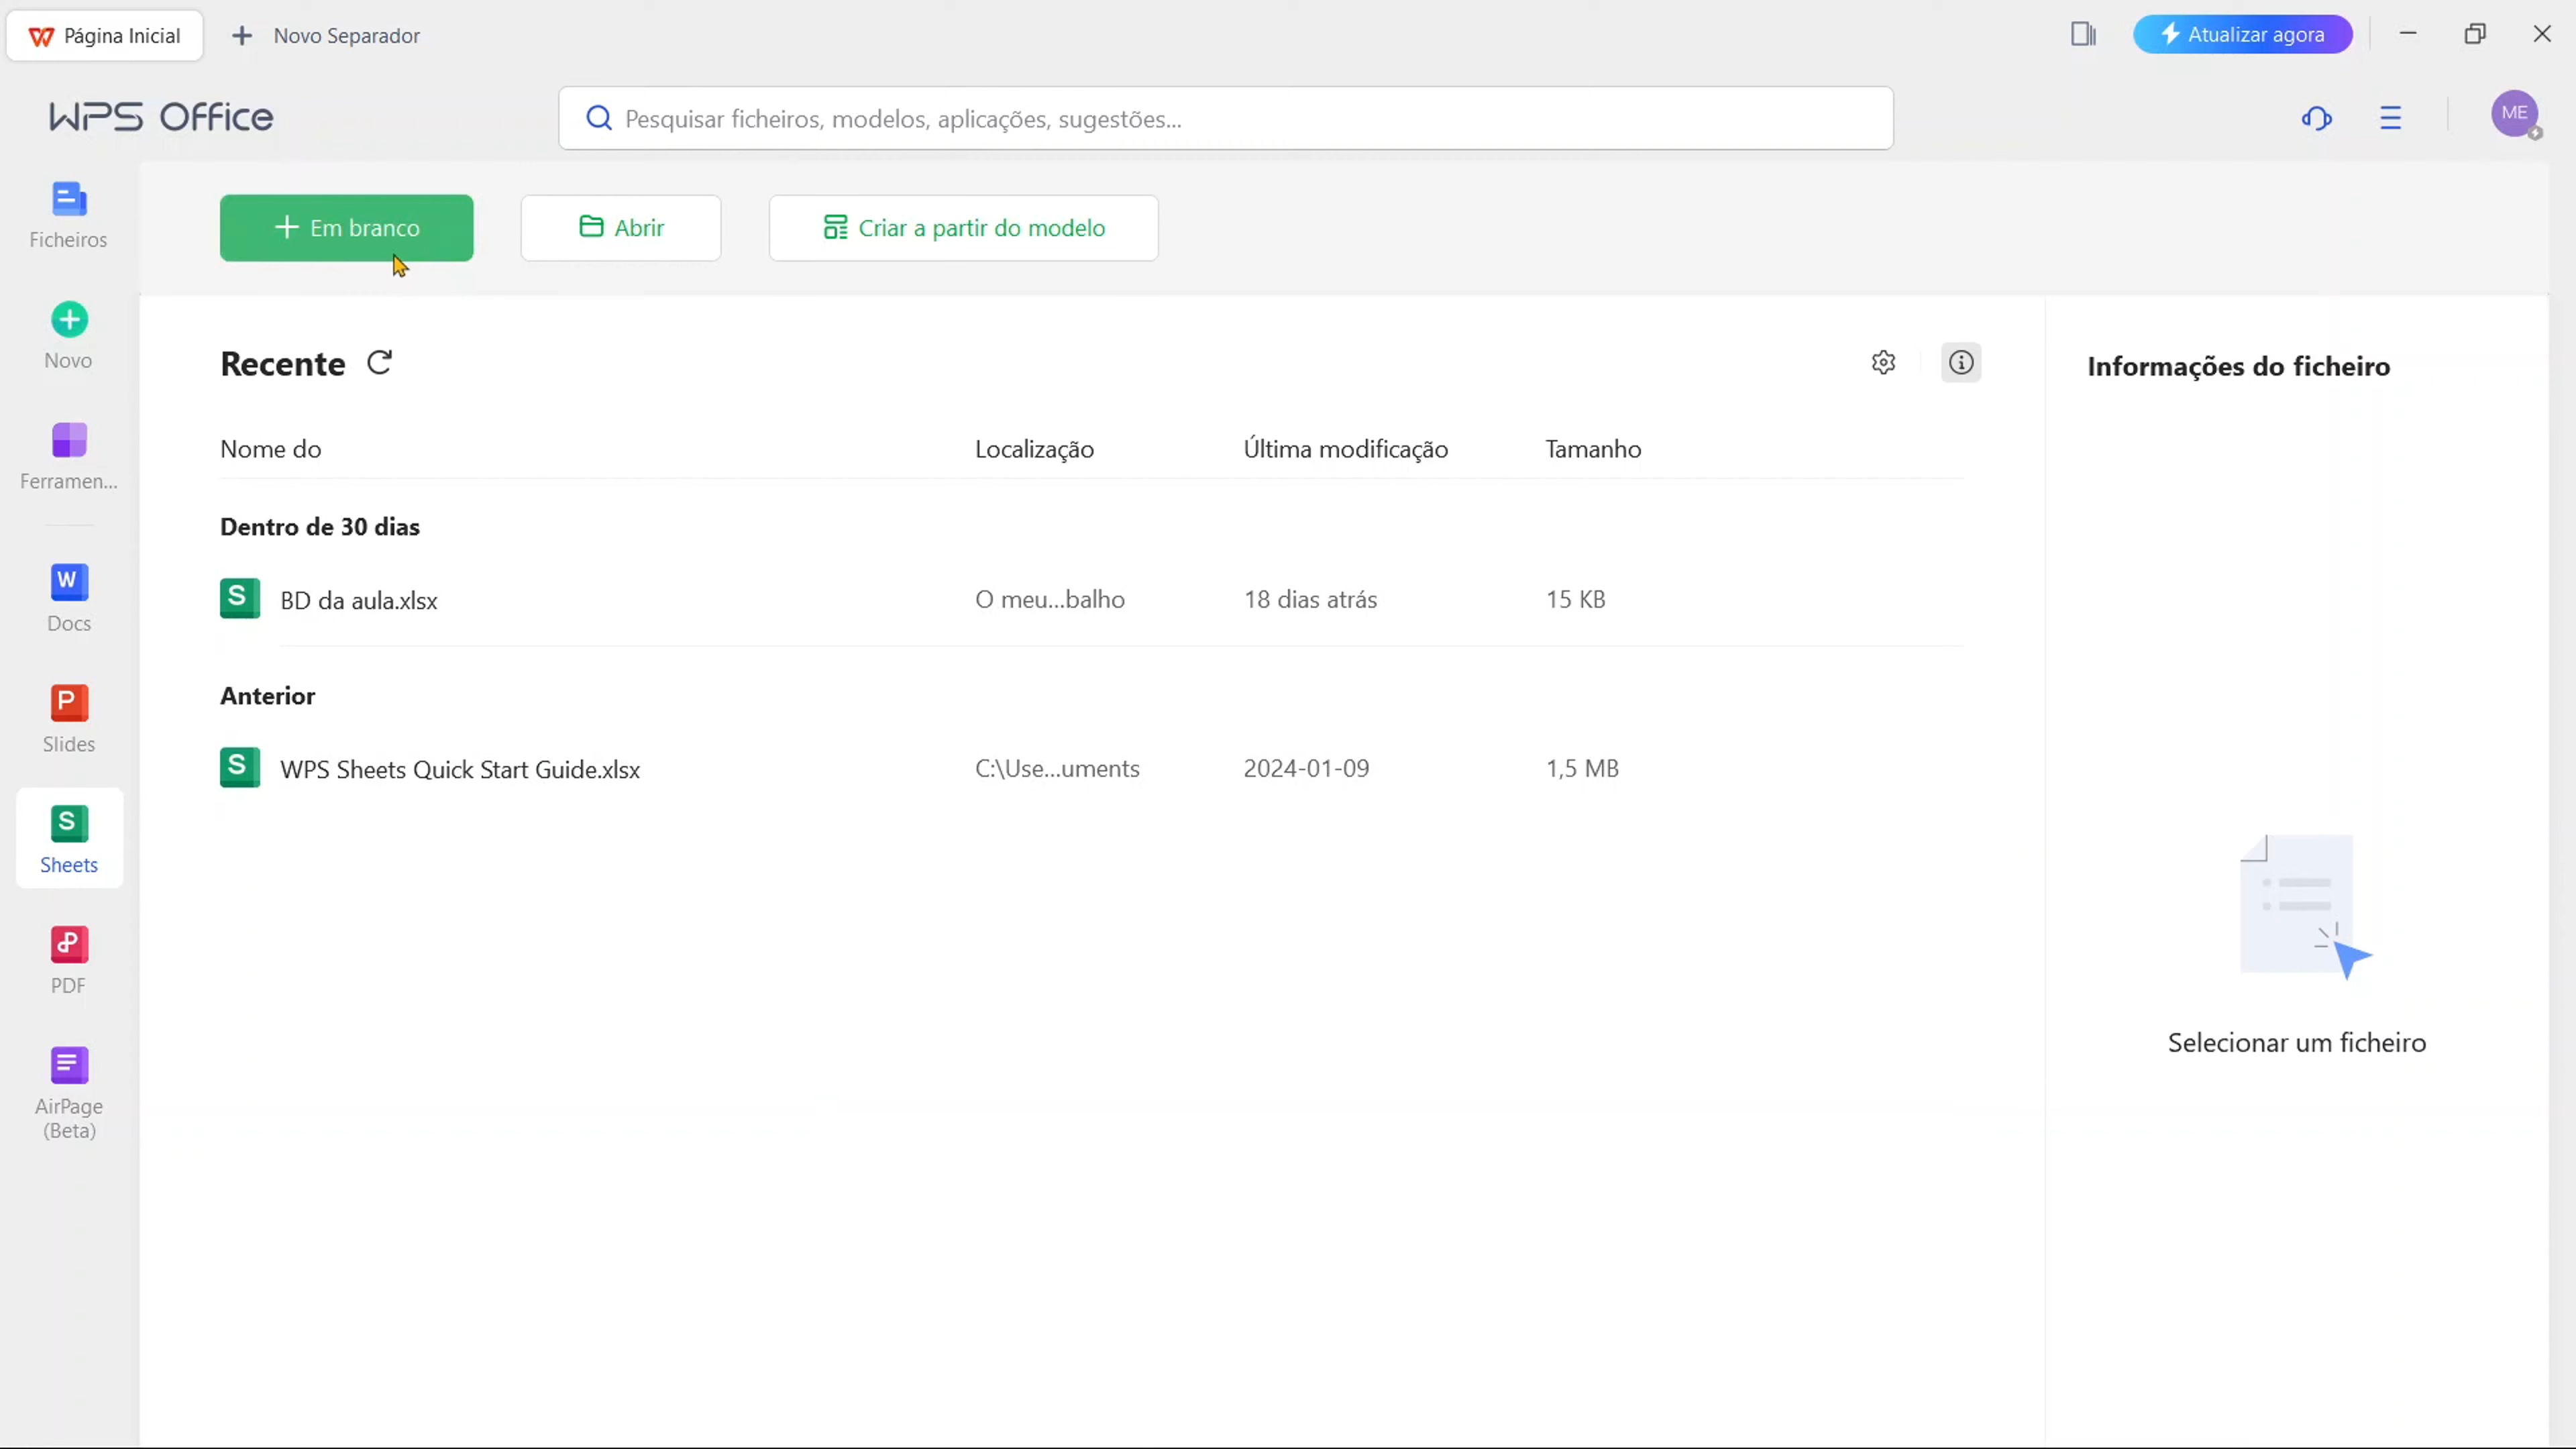 Página Inicial
Novo Separador
Atualizar agora
WPS Office
Pesquisar ficheiros, modelos, aplicações, sugestões...
ME
Ficheiros
Novo
Ferramen...
W
Docs
P
Slides
S
Sheets
PDF
AirPage
(Beta)
Em branco
Abrir
Criar a partir do modelo
Recente
Nome do
Localização
Última modificação
Tamanho
Dentro de 30 dias
S
BD da aula.xlsx
O meu...balho
18 dias atrás
15 KB
Anterior
S
WPS Sheets Quick Start Guide.xlsx
C:\Use...uments
2024-01-09
1,5 MB
Informações do ficheiro
Selecionar um ficheiro